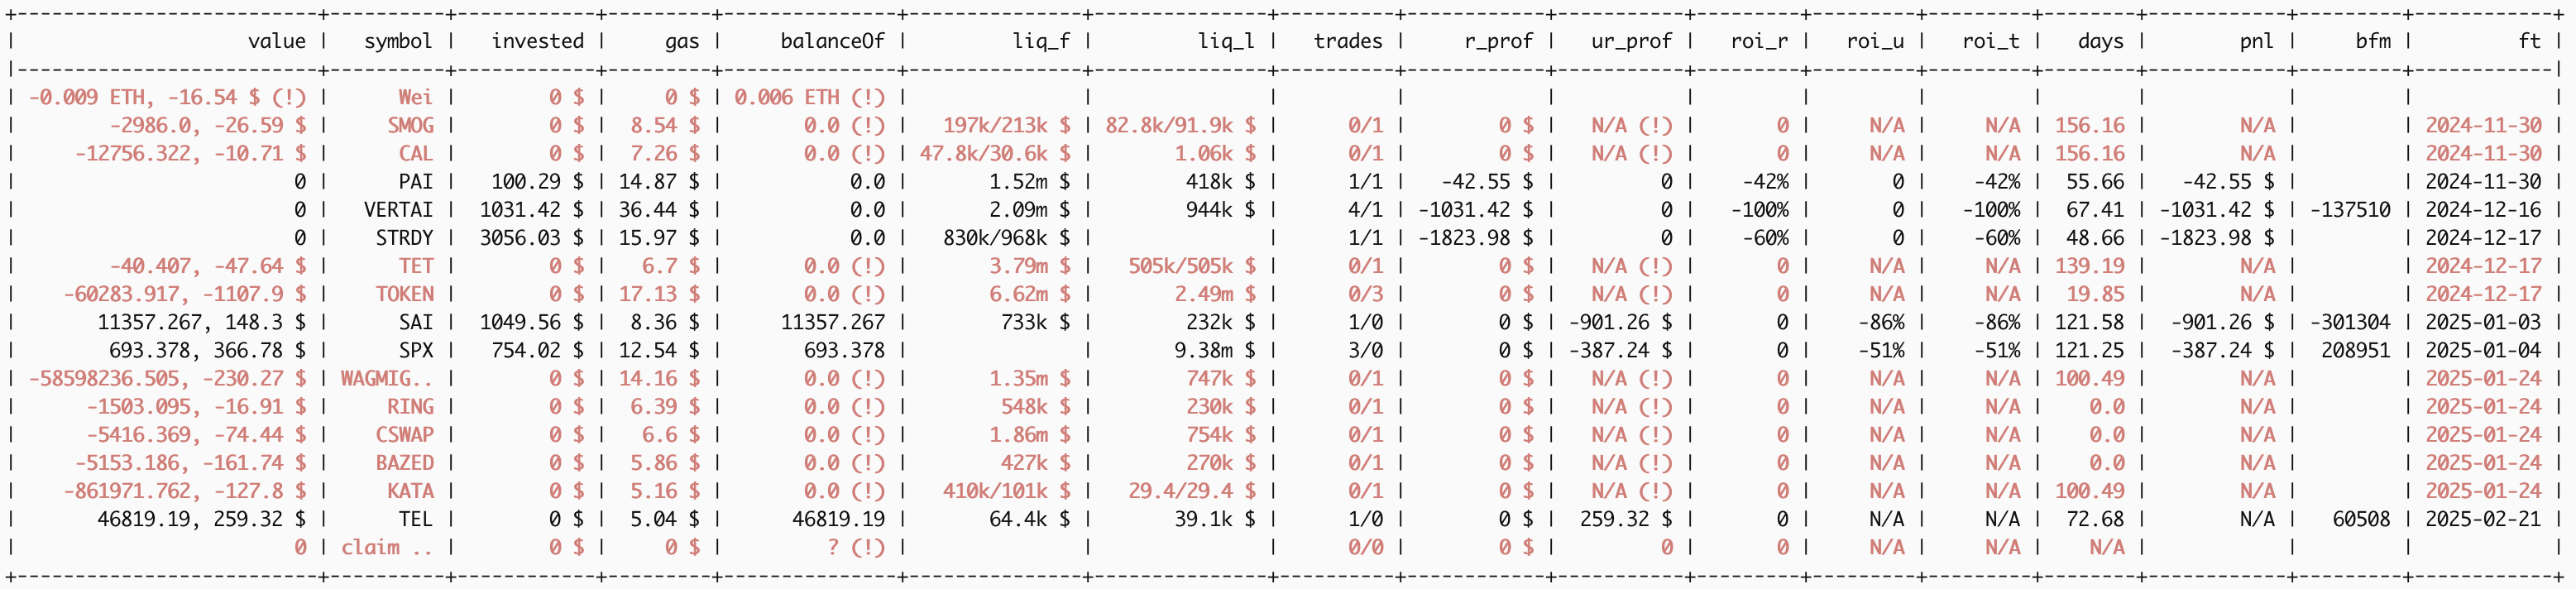 +----------------------------+-----------+-------------+----------+----------------+----------------+----------------+-----------+-------------+------------+----------+----------+----------+---------+-------------+---------+-------------+
|                      value |    symbol |    invested |      gas |      balanceOf |          liq_f |          liq_l |    trades |      r_prof |    ur_prof |    roi_r |    roi_u |    roi_t |    days |         pnl |     bfm |          ft |
|----------------------------+-----------+-------------+----------+----------------+----------------+----------------+-----------+-------------+------------+----------+----------+----------+---------+-------------+---------+-------------|
| -0.009 ETH, -16.54 $ (!) | Wei | 0 $ | 0 $ | 0.006 ETH (!) | | | | | | | | | | | | |
| -2986.0, -26.59 $ | SMOG | 0 $ | 8.54 $ | 0.0 (!) | 197k/213k $ | 82.8k/91.9k $ | 0/1 | 0 $ | N/A (!) | 0 | N/A | N/A | 156.16 | N/A | | 2024-11-30 |
| -12756.322, -10.71 $ | CAL | 0 $ | 7.26 $ | 0.0 (!) | 47.8k/30.6k $ | 1.06k $ | 0/1 | 0 $ | N/A (!) | 0 | N/A | N/A | 156.16 | N/A | | 2024-11-30 |
| 0 | PAI | 100.29 $ | 14.87 $ | 0.0 | 1.52m $ | 418k $ | 1/1 | -42.55 $ | 0 | -42% | 0 | -42% | 55.66 | -42.55 $ | | 2024-11-30 |
| 0 | VERTAI | 1031.42 $ | 36.44 $ | 0.0 | 2.09m $ | 944k $ | 4/1 | -1031.42 $ | 0 | -100% | 0 | -100% | 67.41 | -1031.42 $ | -137510 | 2024-12-16 |
| 0 | STRDY | 3056.03 $ | 15.97 $ | 0.0 | 830k/968k $ | | 1/1 | -1823.98 $ | 0 | -60% | 0 | -60% | 48.66 | -1823.98 $ | | 2024-12-17 |
| -40.407, -47.64 $ | TET | 0 $ | 6.7 $ | 0.0 (!) | 3.79m $ | 505k/505k $ | 0/1 | 0 $ | N/A (!) | 0 | N/A | N/A | 139.19 | N/A | | 2024-12-17 |
| -60283.917, -1107.9 $ | TOKEN | 0 $ | 17.13 $ | 0.0 (!) | 6.62m $ | 2.49m $ | 0/3 | 0 $ | N/A (!) | 0 | N/A | N/A | 19.85 | N/A | | 2024-12-17 |
| 11357.267, 148.3 $ | SAI | 1049.56 $ | 8.36 $ | 11357.267 | 733k $ | 232k $ | 1/0 | 0 $ | -901.26 $ | 0 | -86% | -86% | 121.58 | -901.26 $ | -301304 | 2025-01-03 |
| 693.378, 366.78 $ | SPX | 754.02 $ | 12.54 $ | 693.378 | | 9.38m $ | 3/0 | 0 $ | -387.24 $ | 0 | -51% | -51% | 121.25 | -387.24 $ | 208951 | 2025-01-04 |
| -58598236.505, -230.27 $ | WAGMIG.. | 0 $ | 14.16 $ | 0.0 (!) | 1.35m $ | 747k $ | 0/1 | 0 $ | N/A (!) | 0 | N/A | N/A | 100.49 | N/A | | 2025-01-24 |
| -1503.095, -16.91 $ | RING | 0 $ | 6.39 $ | 0.0 (!) | 548k $ | 230k $ | 0/1 | 0 $ | N/A (!) | 0 | N/A | N/A | 0.0 | N/A | | 2025-01-24 |
| -5416.369, -74.44 $ | CSWAP | 0 $ | 6.6 $ | 0.0 (!) | 1.86m $ | 754k $ | 0/1 | 0 $ | N/A (!) | 0 | N/A | N/A | 0.0 | N/A | | 2025-01-24 |
| -5153.186, -161.74 $ | BAZED | 0 $ | 5.86 $ | 0.0 (!) | 427k $ | 270k $ | 0/1 | 0 $ | N/A (!) | 0 | N/A | N/A | 0.0 | N/A | | 2025-01-24 |
| -861971.762, -127.8 $ | KATA | 0 $ | 5.16 $ | 0.0 (!) | 410k/101k $ | 29.4/29.4 $ | 0/1 | 0 $ | N/A (!) | 0 | N/A | N/A | 100.49 | N/A | | 2025-01-24 |
| 46819.19, 259.32 $ | TEL | 0 $ | 5.04 $ | 46819.19 | 64.4k $ | 39.1k $ | 1/0 | 0 $ | 259.32 $ | 0 | N/A | N/A | 72.68 | N/A | 60508 | 2025-02-21 |
| 0 | claim .. | 0 $ | 0 $ | ? (!) | | | 0/0 | 0 $ | 0 | 0 | N/A | N/A | N/A | | | |
+----------------------------+-----------+-------------+----------+----------------+----------------+----------------+-----------+-------------+------------+----------+----------+----------+---------+-------------+---------+-------------+